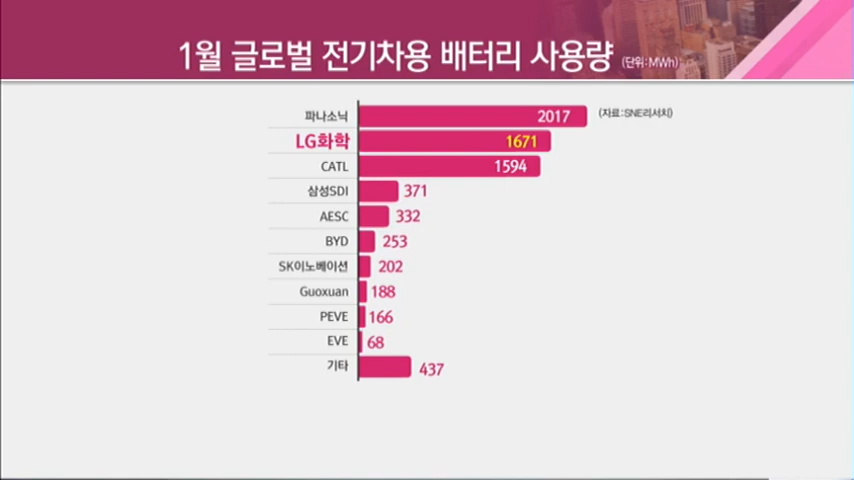 1월 글로벌 전기차용 배터리 사용량 (단위:MWh)
파나소닉 2017 (자료:SNE리서치)
LG화학 1671
CATL 1594
삼성SDI 371
AESC 332
BYD 253
SK이노베이션 202
Guoxuan 188
PEVE 166
EVE 68
기타 437